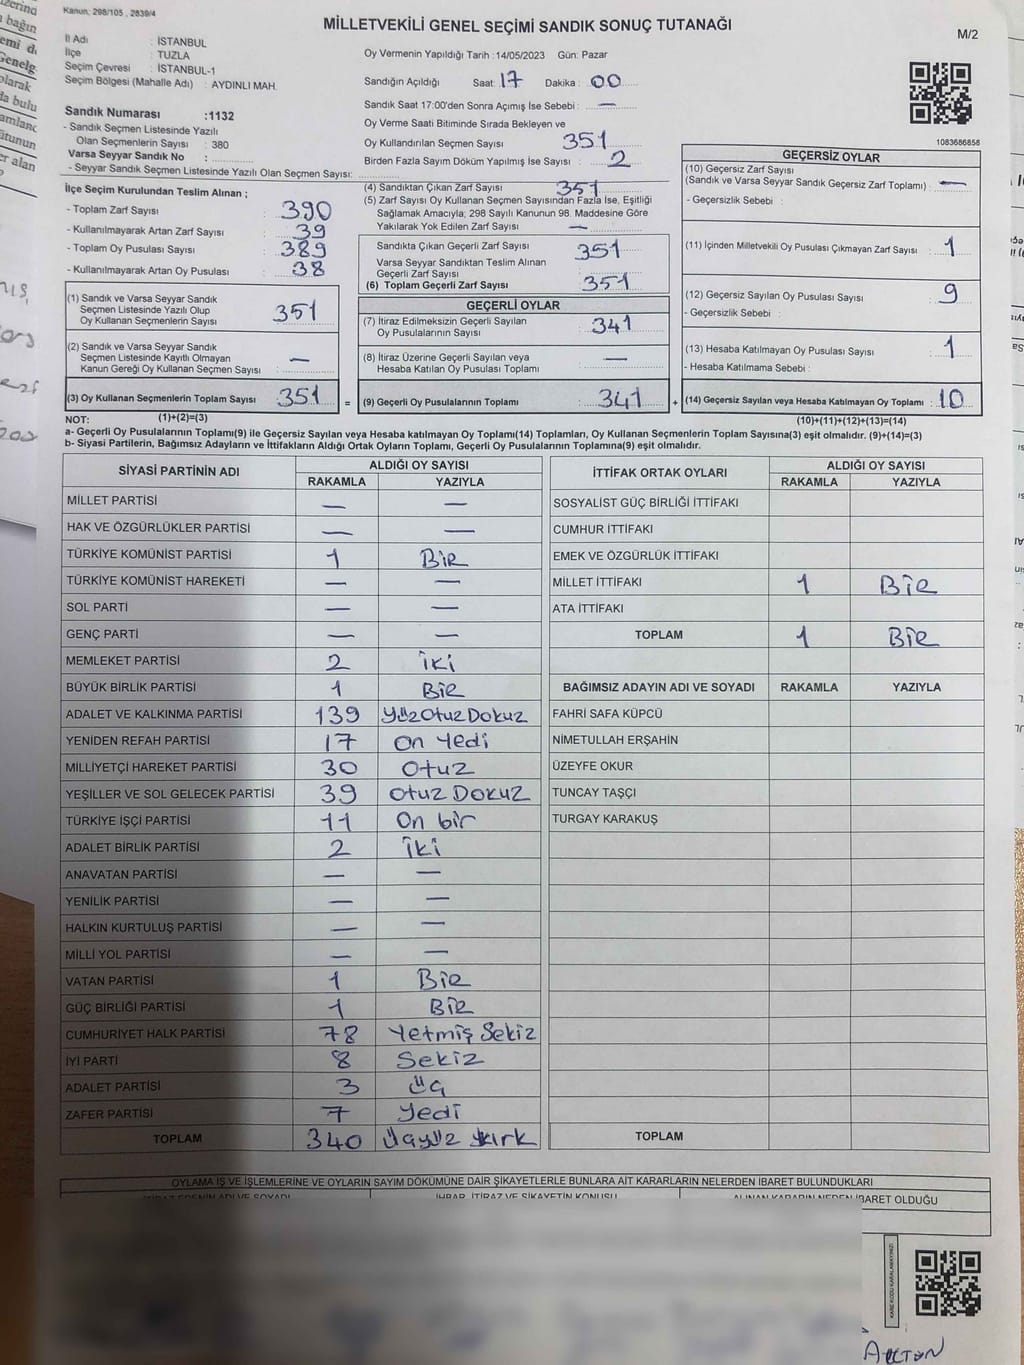 Kanun: 298/105 , 2839/4
MİLLETVEKİLİ GENEL SEÇİMİ SANDIK SONUÇ TUTANAĞI
M/2
İl Adı : İSTANBUL
İlçe : TUZLA
Seçim Çevresi : İSTANBUL-1
Seçim Bölgesi (Mahalle Adı) : AYDINLI MAH.
Oy Vermenin Yapıldığı Tarih : 14/05/2023 Gün: Pazar
Sandığın Açıldığı Saat: 17 Dakika : 00
Sandık Saat 17:00'den Sonra Açımış İse Sebebi : —
Oy Verme Saati Bitiminde Sırada Bekleyen ve
Oy Kullandırılan Seçmen Sayısı 351
Birden Fazla Sayım Döküm Yapılmış İse Sayısı : 2
1083686858
Sandık Numarası :1132
- Sandık Seçmen Listesinde Yazılı
Olan Seçmenlerin Sayısı : 380
Varsa Seyyar Sandık No :
- Seyyar Sandık Seçmen Listesinde Yazılı Olan Seçmen Sayısı:
İlçe Seçim Kurulundan Teslim Alınan ;
- Toplam Zarf Sayısı : 390
- Kullanılmayarak Artan Zarf Sayısı : 39
- Toplam Oy Pusulası Sayısı : 389
- Kullanılmayarak Artan Oy Pusulası : 38
(1) Sandık ve Varsa Seyyar Sandık
Seçmen Listesinde Yazılı Olup
Oy Kullanan Seçmenlerin Sayısı : 351
(2) Sandık ve Varsa Seyyar Sandık
Seçmen Listesinde Kayıtlı Olmayan
Kanun Gereği Oy Kullanan Seçmen Sayısı : —
(3) Oy Kullanan Seçmenlerin Toplam Sayısı : 351 =
(1)+(2)=(3)
(4) Sandıktan Çıkan Zarf Sayısı : 351
(5) Zarf Sayısı Oy Kullanan Seçmen Sayısından Fazla İse, Eşitliği
Sağlamak Amacıyla; 298 Sayılı Kanunun 98. Maddesine Göre
Yakılarak Yok Edilen Zarf Sayısı : —
Sandıkta Çıkan Geçerli Zarf Sayısı : 351
Varsa Seyyar Sandıktan Teslim Alınan
Geçerli Zarf Sayısı :
(6) Toplam Geçerli Zarf Sayısı : 351
GEÇERLİ OYLAR
(7) İtiraz Edilmeksizin Geçerli Sayılan
Oy Pusulalarının Sayısı : 341
(8) İtiraz Üzerine Geçerli Sayılan veya
Hesaba Katılan Oy Pusulası Toplamı : —
(9) Geçerli Oy Pusulalarının Toplamı : 341 +
GEÇERSİZ OYLAR
(10) Geçersiz Zarf Sayısı
(Sandık ve Varsa Seyyar Sandık Geçersiz Zarf Toplamı) : —
- Geçersizlik Sebebi :
(11) İçinden Milletvekili Oy Pusulası Çıkmayan Zarf Sayısı : 1
(12) Geçersiz Sayılan Oy Pusulası Sayısı : 9
- Geçersizlik Sebebi :
(13) Hesaba Katılmayan Oy Pusulası Sayısı : 1
- Hesaba Katılmama Sebebi :
(14) Geçersiz Sayılan veya Hesaba Katılmayan Oy Toplamı : 10
(10)+(11)+(12)+(13)=(14)
NOT:
a- Geçerli Oy Pusulalarının Toplamı(9) ile Geçersiz Sayılan veya Hesaba katılmayan Oy Toplamı(14) Toplamları, Oy Kullanan Seçmenlerin Toplam Sayısına(3) eşit olmalıdır. (9)+(14)=(3)
b- Siyasi Partilerin, Bağımsız Adayların ve İttifakların Aldığı Ortak Oyların Toplamı, Geçerli Oy Pusulalarının Toplamına(9) eşit olmalıdır.
SİYASİ PARTİNİN ADI ALDIĞI OY SAYISI
RAKAMLA YAZIYLA
MİLLET PARTİSİ — —
HAK VE ÖZGÜRLÜKLER PARTİSİ — —
TÜRKİYE KOMÜNİST PARTİSİ 1 Bir
TÜRKİYE KOMÜNİST HAREKETİ — —
SOL PARTİ — —
GENÇ PARTİ — —
MEMLEKET PARTİSİ 2 iki
BÜYÜK BİRLİK PARTİSİ 1 Bir
ADALET VE KALKINMA PARTİSİ 139 yüz Otuz Dokuz
YENİDEN REFAH PARTİSİ 17 on Yedi
MİLLİYETÇİ HAREKET PARTİSİ 30 Otuz
YEŞİLLER VE SOL GELECEK PARTİSİ 39 Otuz Dokuz
TÜRKİYE İŞÇİ PARTİSİ 11 On bir
ADALET BİRLİK PARTİSİ 2 iki
ANAVATAN PARTİSİ — —
YENİLİK PARTİSİ — —
HALKIN KURTULUŞ PARTİSİ — —
MİLLİ YOL PARTİSİ — —
VATAN PARTİSİ 1 Bir
GÜÇ BİRLİĞİ PARTİSİ 1 Bir
CUMHURİYET HALK PARTİSİ 78 Yetmiş Sekiz
İYİ PARTİ 8 Sekiz
ADALET PARTİSİ 3 üç
ZAFER PARTİSİ 7 Yedi
TOPLAM 340 üçyüz kırk
İTTİFAK ORTAK OYLARI ALDIĞI OY SAYISI
RAKAMLA YAZIYLA
SOSYALİST GÜÇ BİRLİĞİ İTTİFAKI
CUMHUR İTTİFAKI
EMEK VE ÖZGÜRLÜK İTTİFAKI
MİLLET İTTİFAKI 1 Bir
ATA İTTİFAKI
TOPLAM 1 Bir
BAĞIMSIZ ADAYIN ADI VE SOYADI RAKAMLA YAZIYLA
FAHRİ SAFA KÜPCÜ
NİMETULLAH ERŞAHİN
ÜZEYFE OKUR
TUNCAY TAŞÇI
TURGAY KARAKUŞ
TOPLAM
OYLAMA İŞ VE İŞLEMLERİNE VE OYLARIN SAYIM DÖKÜMÜNE DAİR ŞİKAYETLERLE BUNLARA AİT KARARLARIN NELERDEN İBARET BULUNDUKLARI
İTİRAZ EDENİN ADI VE SOYADI İHBAR, İTİRAZ VE ŞİKAYETİN KONUSU ALINAN KARARIN NEDEN İBARET OLDUĞU
KARE KODU KARALAMAYINIZ!